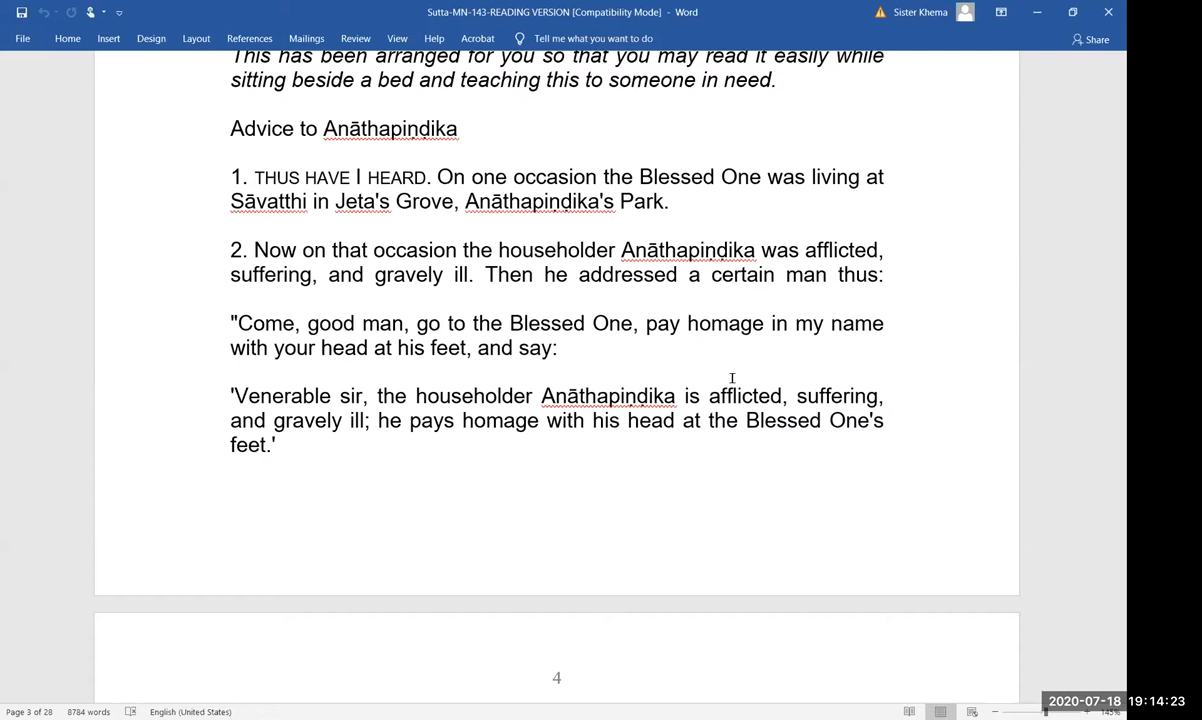 Sutta-MN-143-READING VERSION [Compatibility Mode] - Word
Sister Khema
File Home Insert Design Layout References Mailings Review View Help Acrobat Tell me what you want to do
Share
This has been arranged for you so that you may read it easily while
sitting beside a bed and teaching this to someone in need.
Advice to Anāthapiṇḍika
1. THUS HAVE I HEARD. On one occasion the Blessed One was living at
Sāvatthi in Jeta's Grove, Anāthapiṇḍika's Park.
2. Now on that occasion the householder Anāthapiṇḍika was afflicted,
suffering, and gravely ill. Then he addressed a certain man thus:
"Come, good man, go to the Blessed One, pay homage in my name
with your head at his feet, and say:
'Venerable sir, the householder Anāthapiṇḍika is afflicted, suffering,
and gravely ill; he pays homage with his head at the Blessed One's
feet.'
4
2020-07-18 19:14:23
Page 3 of 28 8784 words English (United States) 145%